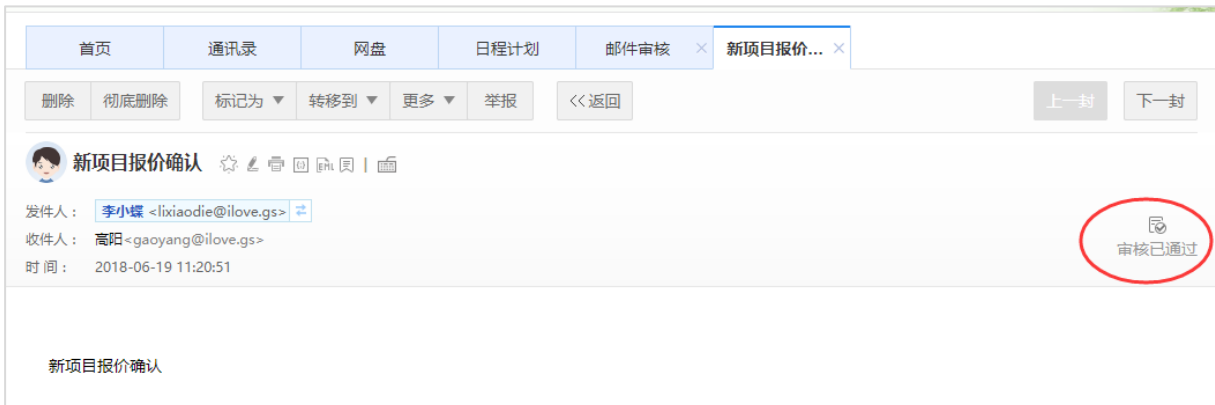 首页 通讯录 网盘 日程计划 邮件审核 × 新项目报价... ×
删除 彻底删除 标记为 ▼ 转移到 ▼ 更多 ▼ 举报 <<返回 上一封 下一封
新项目报价确认
发件人： 李小蝶 <lixiaodie@ilove.gs>
收件人： 高阳<gaoyang@ilove.gs>
时 间： 2018-06-19 11:20:51
审核已通过
新项目报价确认